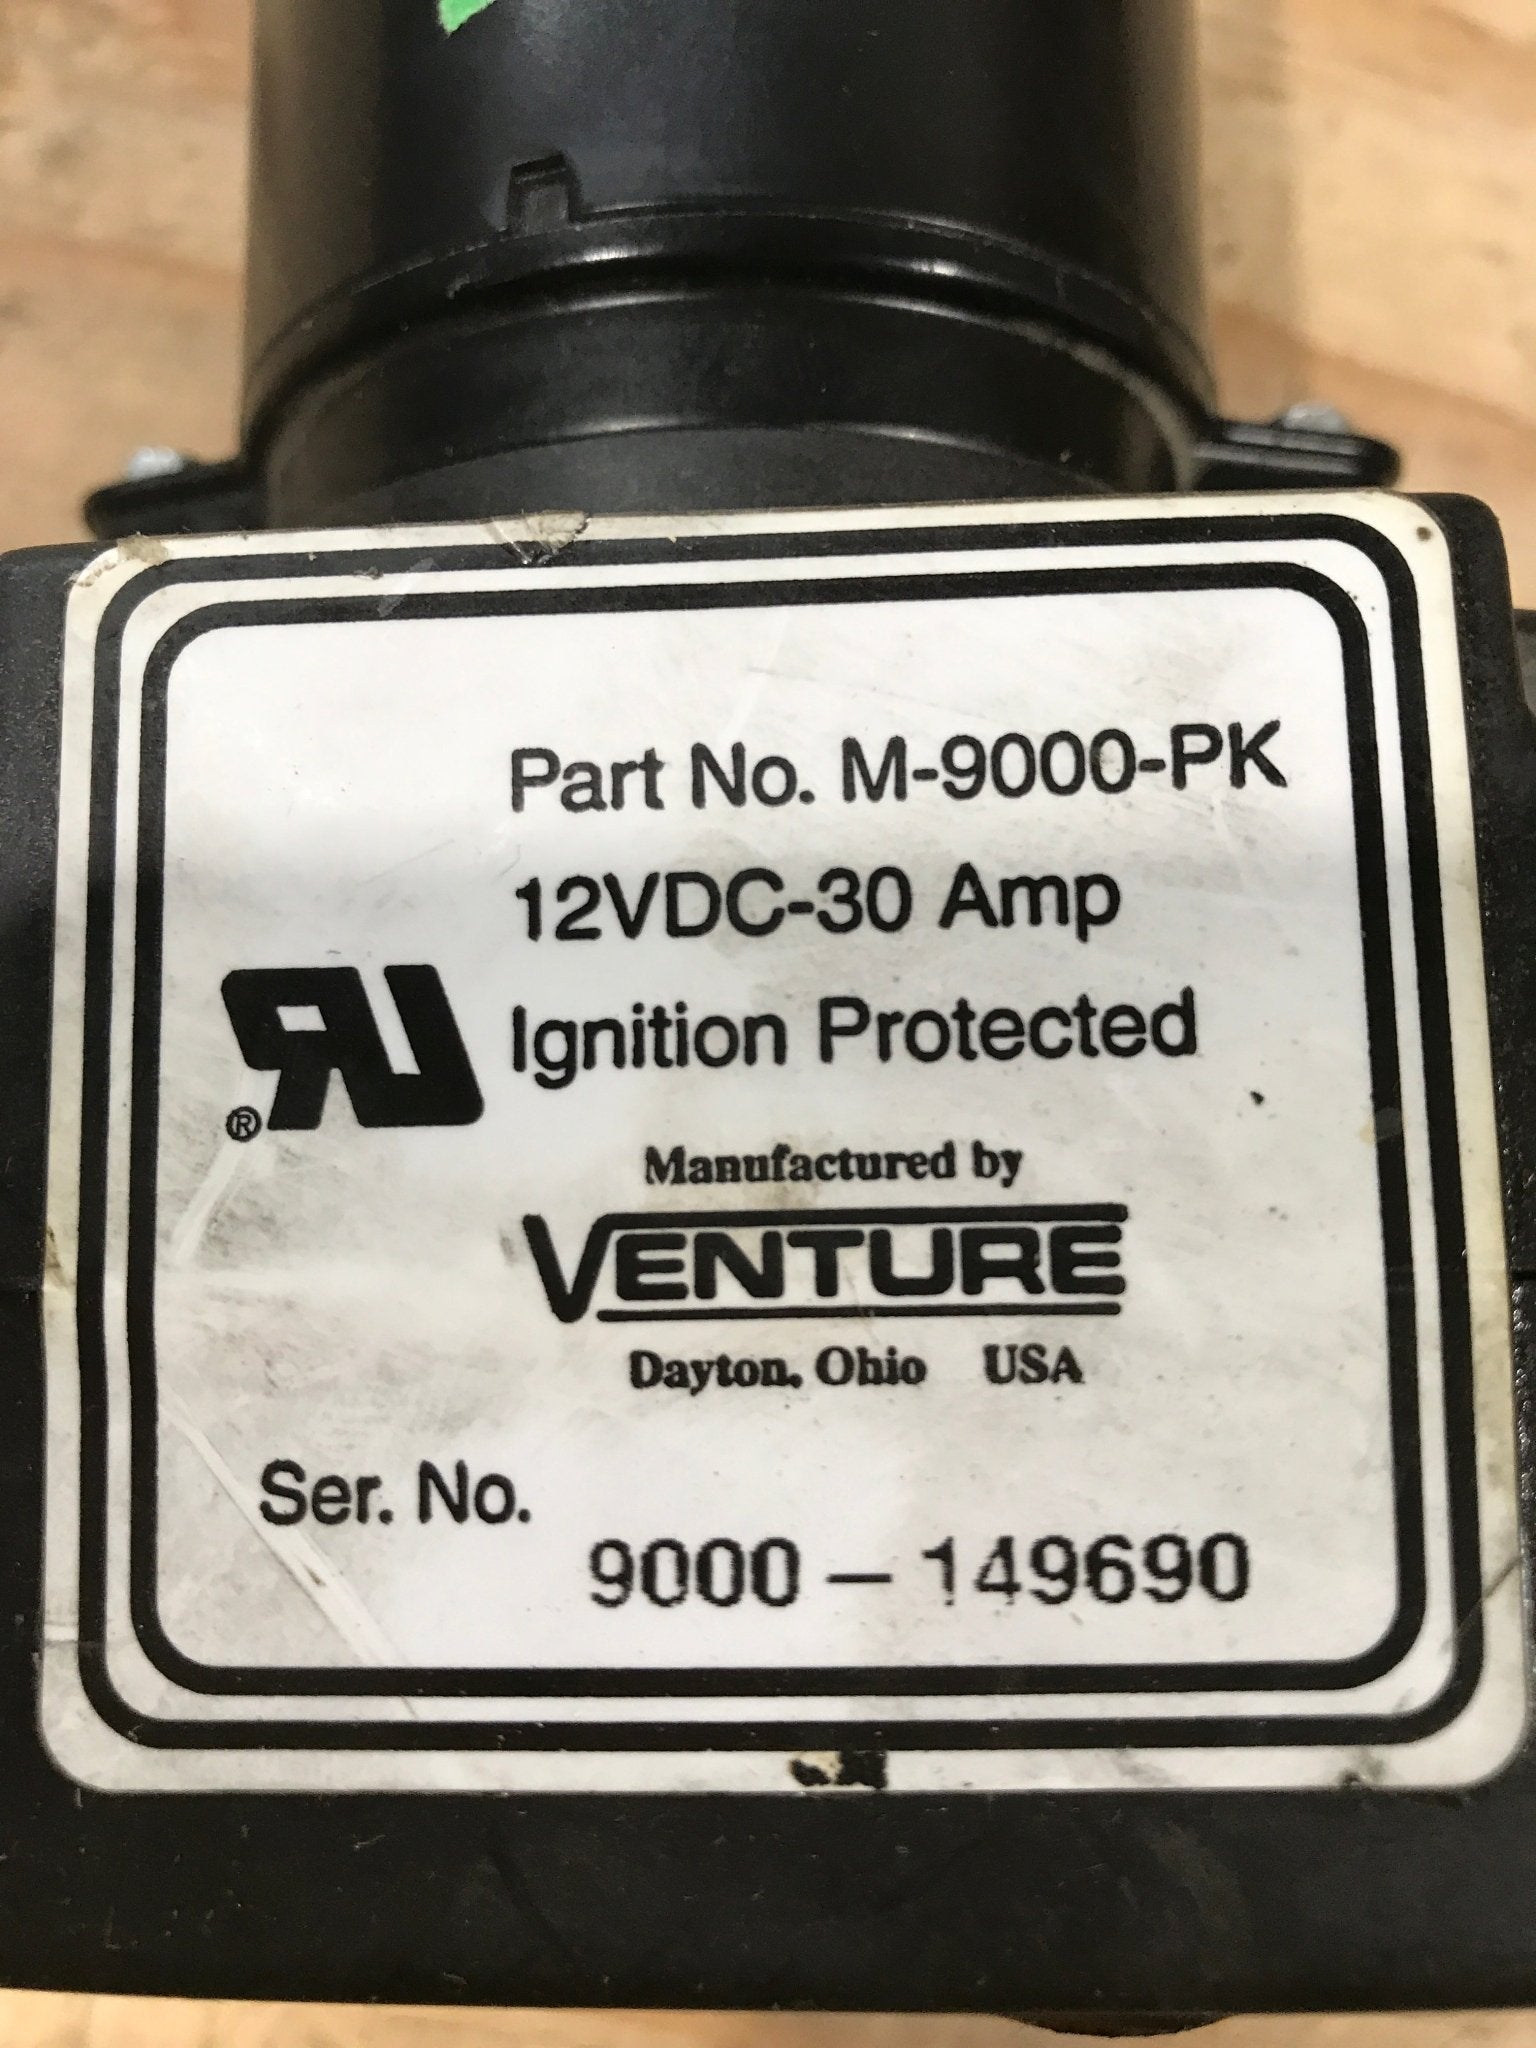 Part No. M-9000-PK
12VDC-30 Amp
Ignition Protected
RU ®
Manufactured by
VENTURE
Dayton, Ohio USA
Ser. No.
9000-149690